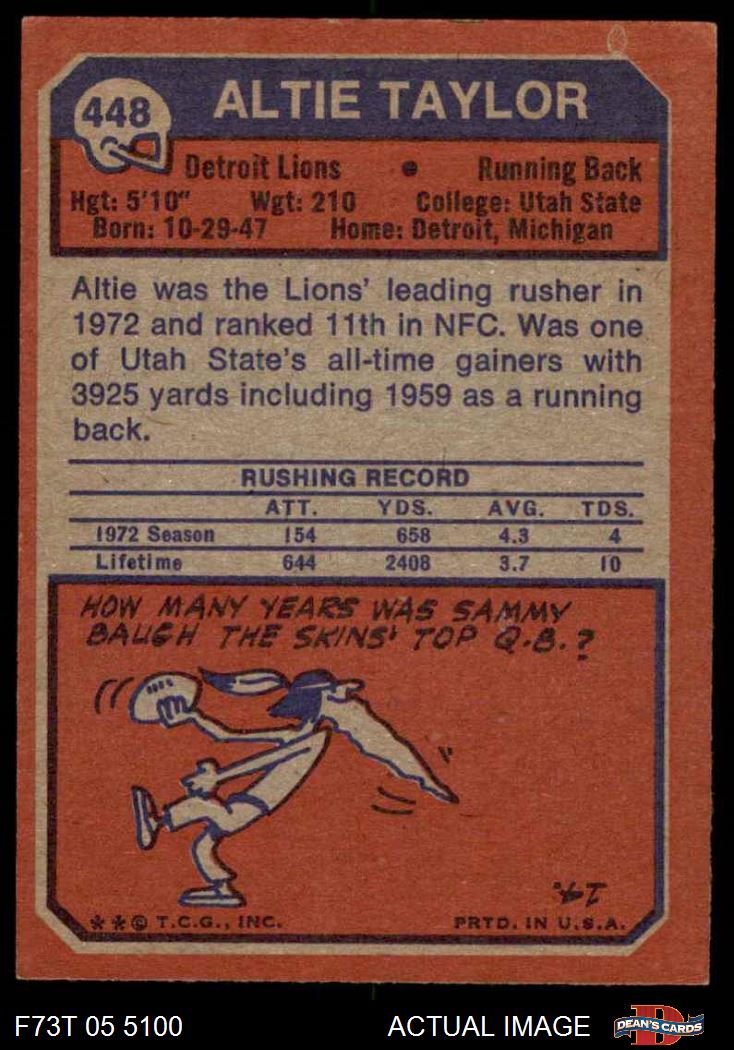 448
ALTIE TAYLOR
Detroit Lions • Running Back
Hgt: 5'10" Wgt: 210 College: Utah State
Born: 10-29-47 Home: Detroit, Michigan
Altie was the Lions' leading rusher in
1972 and ranked 11th in NFC. Was one
of Utah State's all-time gainers with
3925 yards including 1959 as a running
back.
RUSHING RECORD
ATT. YDS. AVG. TDS.
1972 Season 154 658 4.3 4
Lifetime 644 2408 3.7 10
HOW MANY YEARS WAS SAMMY
BAUGH THE SKINS' TOP Q.B.?
**© T.C.G., INC. PRTD. IN U.S.A.
F73T 05 5100 ACTUAL IMAGE
D
DEAN'S CARDS